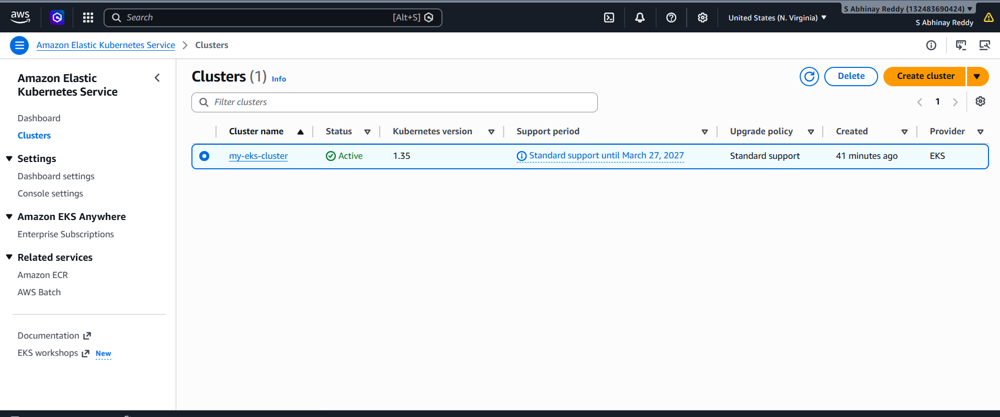 aws
Search [Alt+S]
United States (N. Virginia)
S Abhinay Reddy (132483690424)
S Abhinay Reddy
Amazon Elastic Kubernetes Service
Clusters
Amazon Elastic
Kubernetes Service
Dashboard
Clusters
Settings
Dashboard settings
Console settings
Amazon EKS Anywhere
Enterprise Subscriptions
Related services
Amazon ECR
AWS Batch
Documentation
EKS workshops New
Clusters (1) Info
Delete
Create cluster
Filter clusters
1
Cluster name Status Kubernetes version Support period Upgrade policy Created Provider
my-eks-cluster Active 1.35 Standard support until March 27, 2027 Standard support 41 minutes ago EKS